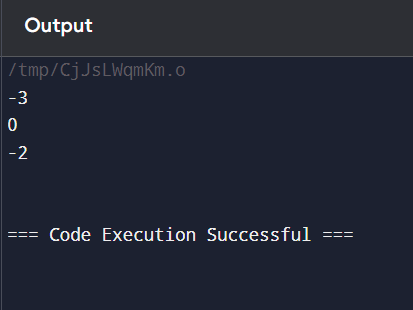 Output
/tmp/CjJsLWqmKm.o
-3
0
-2
=== Code Execution Successful ===